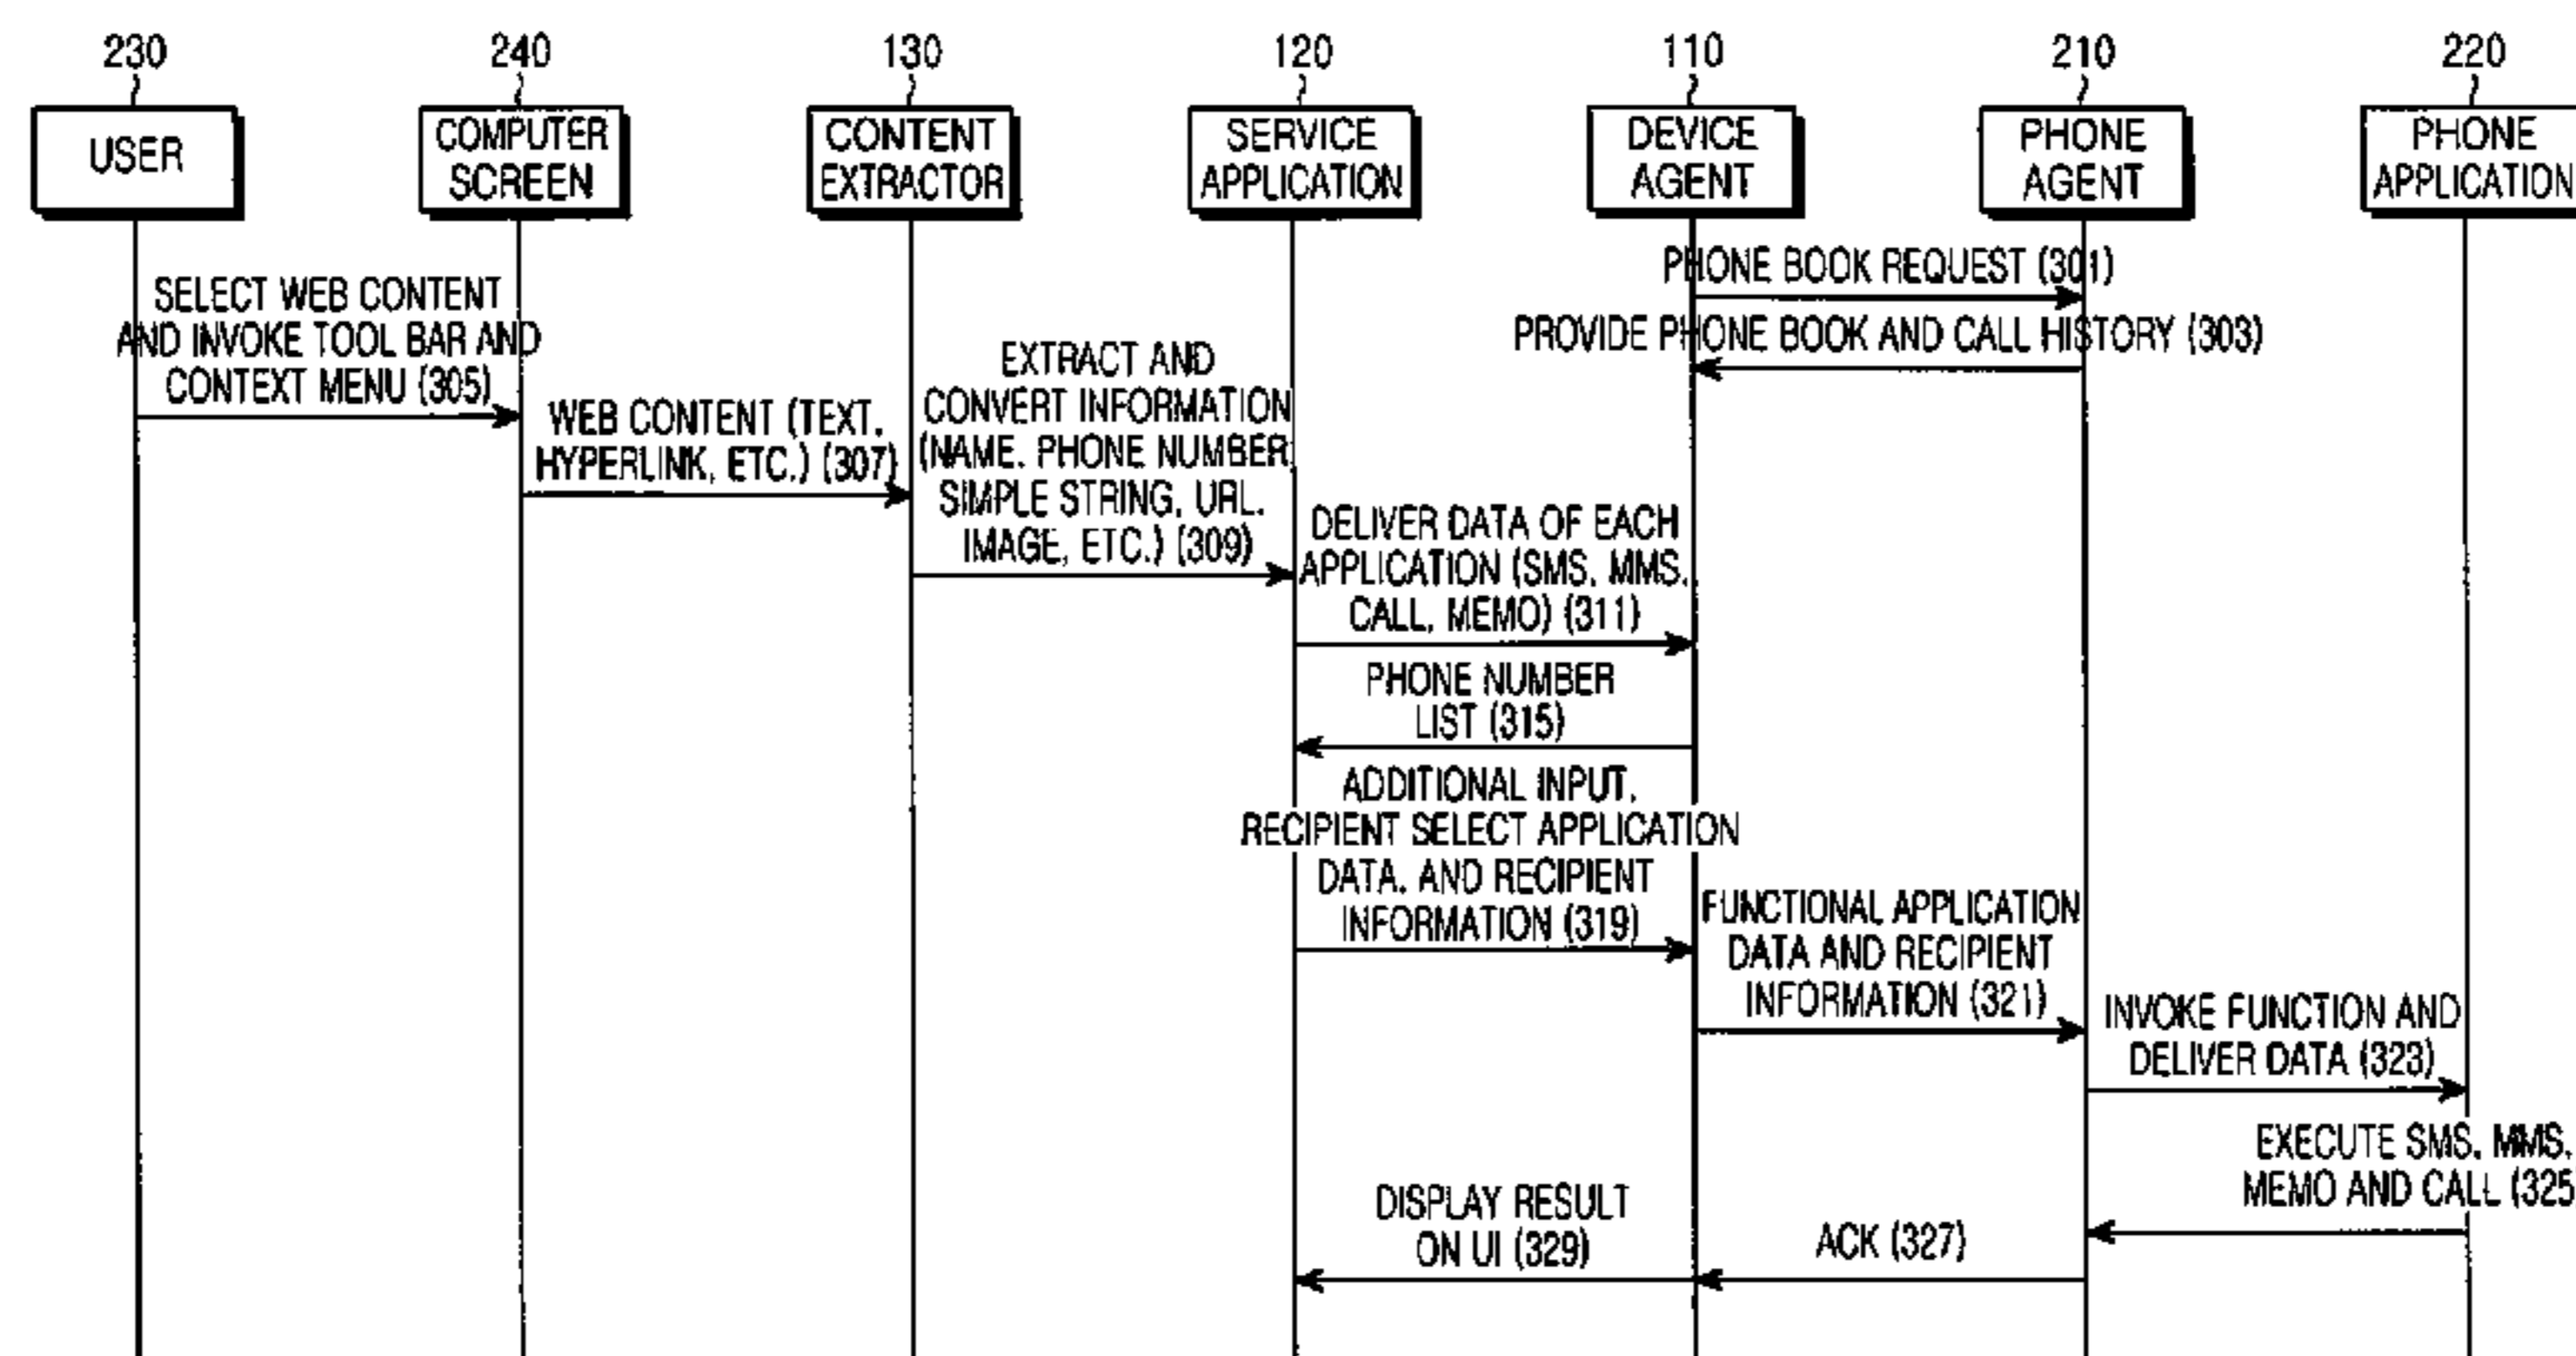 230
240
130
120
110
210
220
USER
COMPUTER
SCREEN
CONTENT
EXTRACTOR
SERVICE
APPLICATION
DEVICE
AGENT
PHONE
AGENT
PHONE
APPLICATION
PHONE BOOK REQUEST (301)
PROVIDE PHONE BOOK AND CALL HISTORY (303)
SELECT WEB CONTENT
AND INVOKE TOOL BAR AND
CONTEXT MENU (305)
WEB CONTENT (TEXT,
HYPERLINK, ETC.) (307)
EXTRACT AND
CONVERT INFORMATION
(NAME, PHONE NUMBER
SIMPLE STRING, URL,
IMAGE, ETC.) (309)
DELIVER DATA OF EACH
APPLICATION (SMS, MMS,
CALL, MEMO) (311)
PHONE NUMBER
LIST (315)
ADDITIONAL INPUT,
RECIPIENT SELECT APPLICATION
DATA, AND RECIPIENT
INFORMATION (319)
FUNCTIONAL APPLICATION
DATA AND RECIPIENT
INFORMATION (321)
INVOKE FUNCTION AND
DELIVER DATA (323)
EXECUTE SMS, MMS,
MEMO AND CALL (325
ACK (327)
DISPLAY RESULT
ON UI (329)